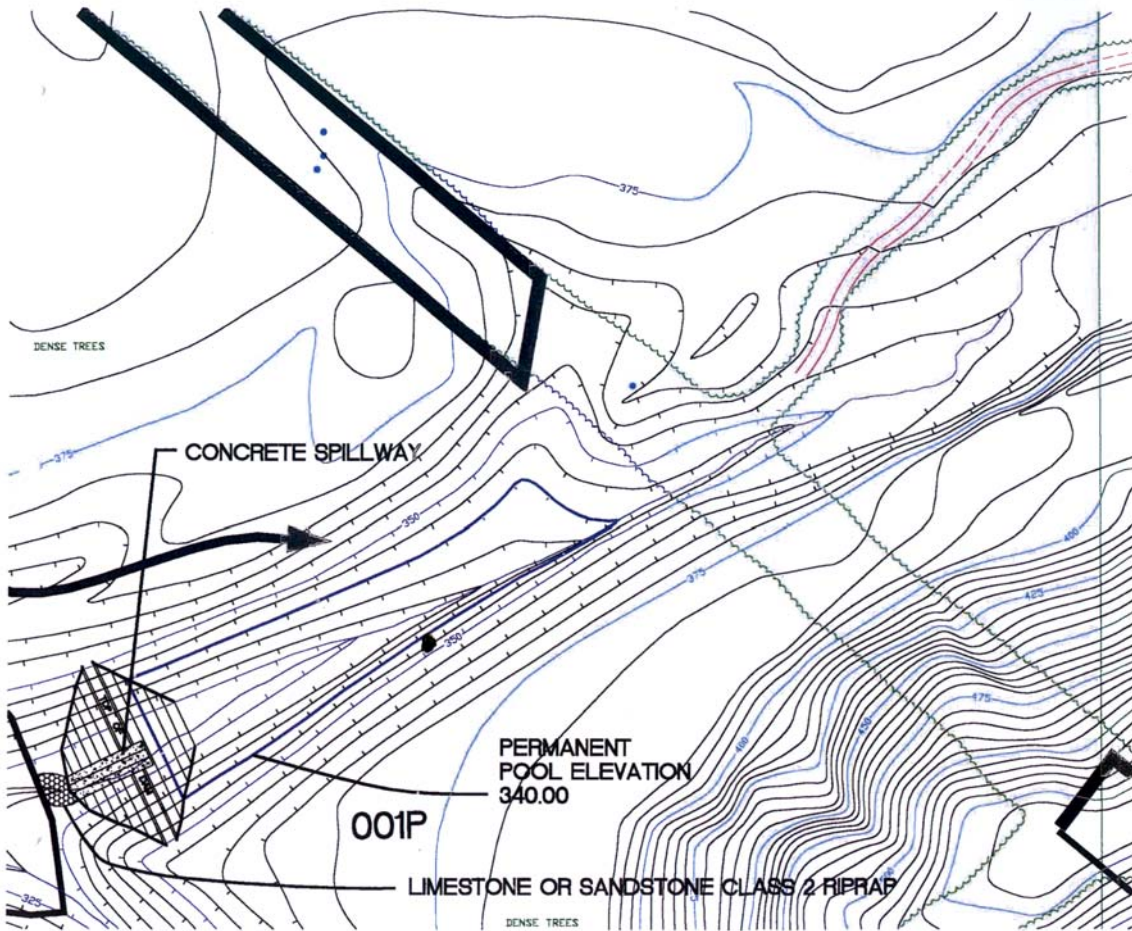 375
DENSE TREES
375
CONCRETE SPILLWAY
350
400
375
425
350
475
400
450
PERMANENT
POOL ELEVATION
340.00
001P
LIMESTONE OR SANDSTONE CLASS 2 RIPRAP
325
DENSE TREES